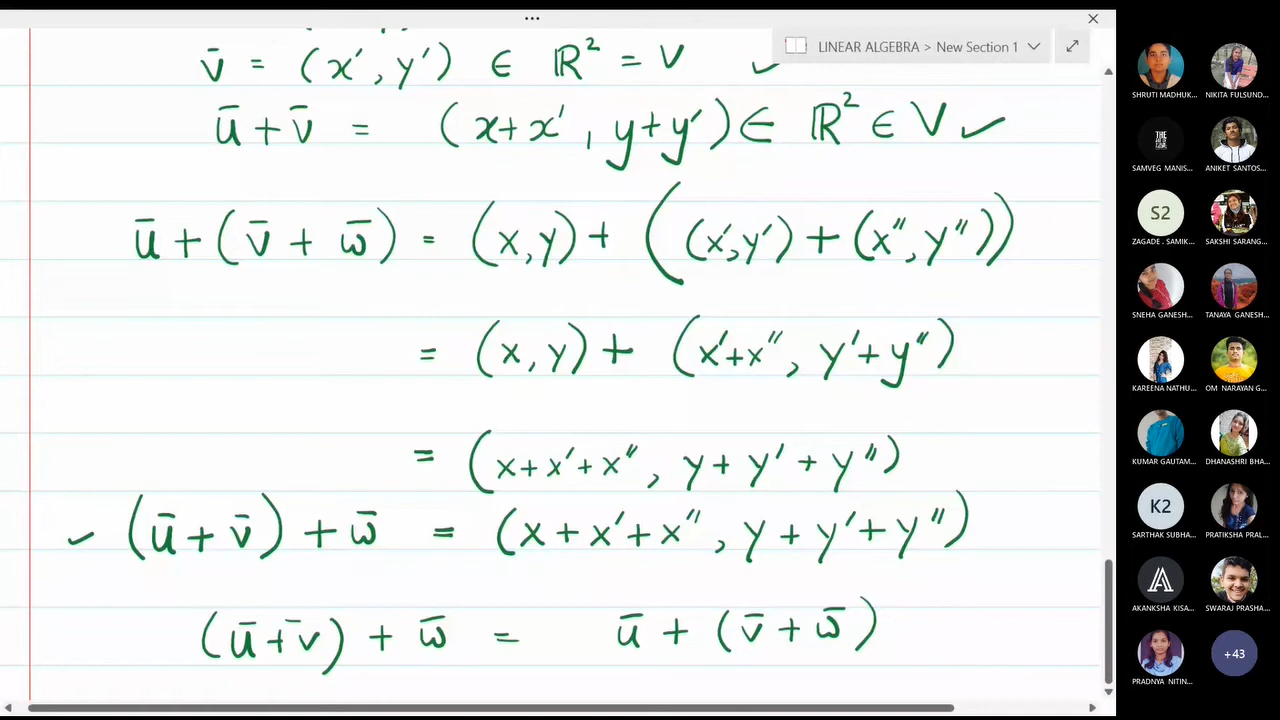 LINEAR ALGEBRA > New Section 1
v̄ = (x', y') ∈ ℝ² = V ✓
ū + v̄ = (x+x', y+y') ∈ ℝ² ∈ V ✓
ū + (v̄ + w̄) = (x,y) + ((x',y') + (x'',y''))
= (x,y) + (x'+x'', y'+y'')
= (x+x'+x'', y+y'+y'')
✓ (ū + v̄) + w̄ = (x+x'+x'', y+y'+y'')
(ū + v̄) + w̄ = ū + (v̄ + w̄)
SHRUTI MADHUK...
NIKITA FULSUND...
SAMVEG MANIS...
ANIKET SANTOS...
S2
ZAGADE . SAMIK...
SAKSHI SARANG...
SNEHA GANESH...
TANAYA GANESH...
KAREENA NATHU...
OM NARAYAN G...
KUMAR GAUTAM...
DHANASHRI BHA...
K2
SARTHAK SUBHA...
PRATIKSHA PRAL...
AKANKSHA KISA...
SWARAJ PRASHA...
PRADNYA NITIN...
+43